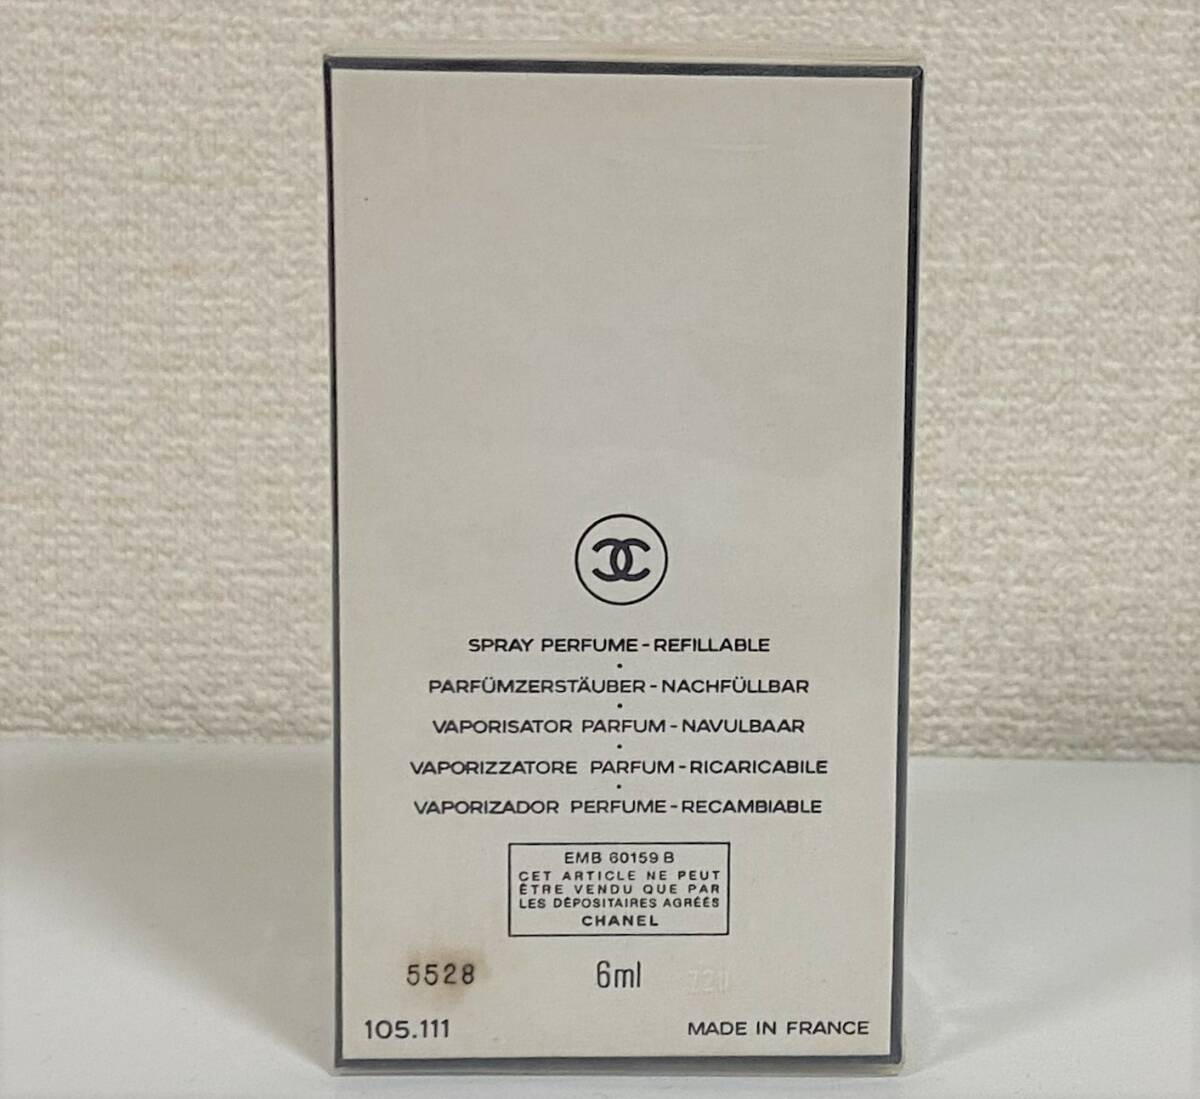 SPRAY PERFUME - REFILLABLE
PARFÜMZERSTÄUBER - NACHFÜLLBAR
VAPORISATOR PARFUM - NAVULBAAR
VAPORIZZATORE PARFUM - RICARICABILE
VAPORIZADOR PERFUME - RECAMBIABLE
EMB 60159 B
CET ARTICLE NE PEUT
ÊTRE VENDU QUE PAR
LES DÉPOSITAIRES AGRÉÉS
CHANEL
5528 6ml
105.111 MADE IN FRANCE